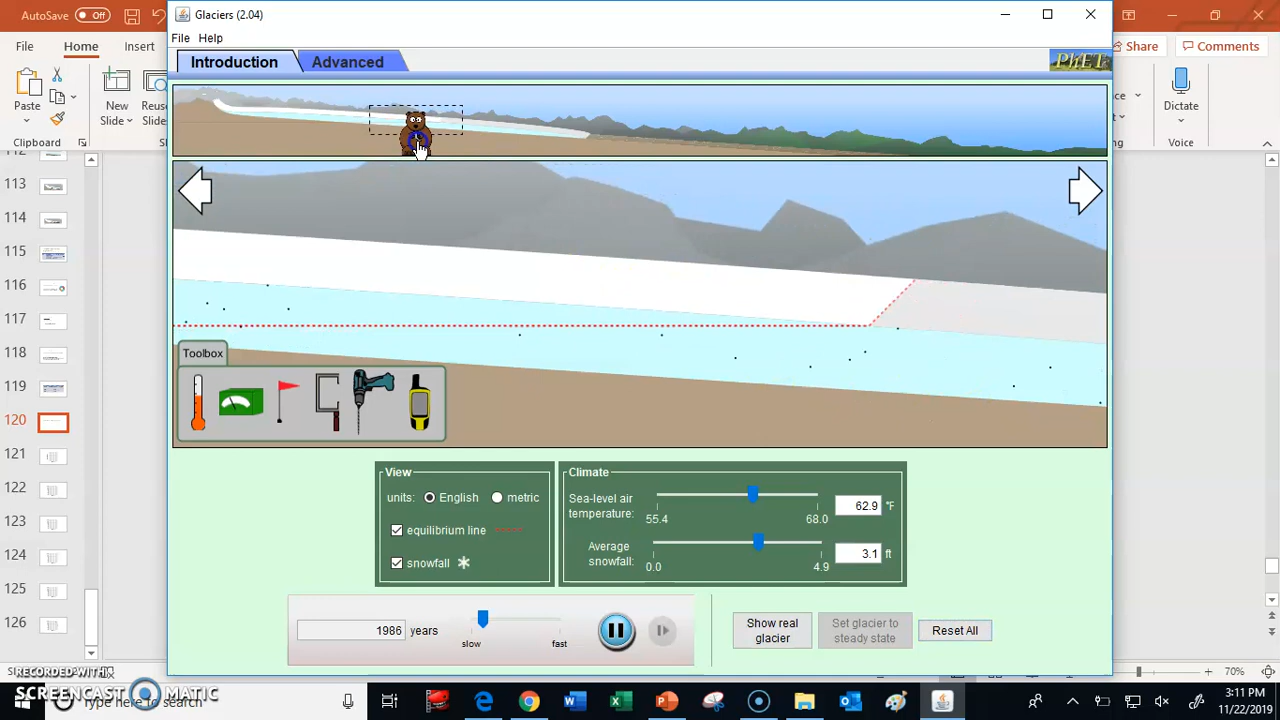 AutoSave Off
Glaciers (2.04)
File Home Insert
Share Comments
File Help
Introduction Advanced PhET
Paste New Slide Reuse
Clipboard
Dictate
Voice
113
114
115
116
117
118
119
120
121
122
123
124
125
126
Toolbox
View
units: English metric
equilibrium line
snowfall
Climate
Sea-level air temperature: 62.9 °F
55.4 68.0
Average snowfall: 3.1 ft
0.0 4.9
1986 years
slow fast
Show real glacier
Set glacier to steady state
Reset All
RECORDED WITH
SCREENCAST MATIC
Type here to search
70%
3:11 PM
11/22/2019